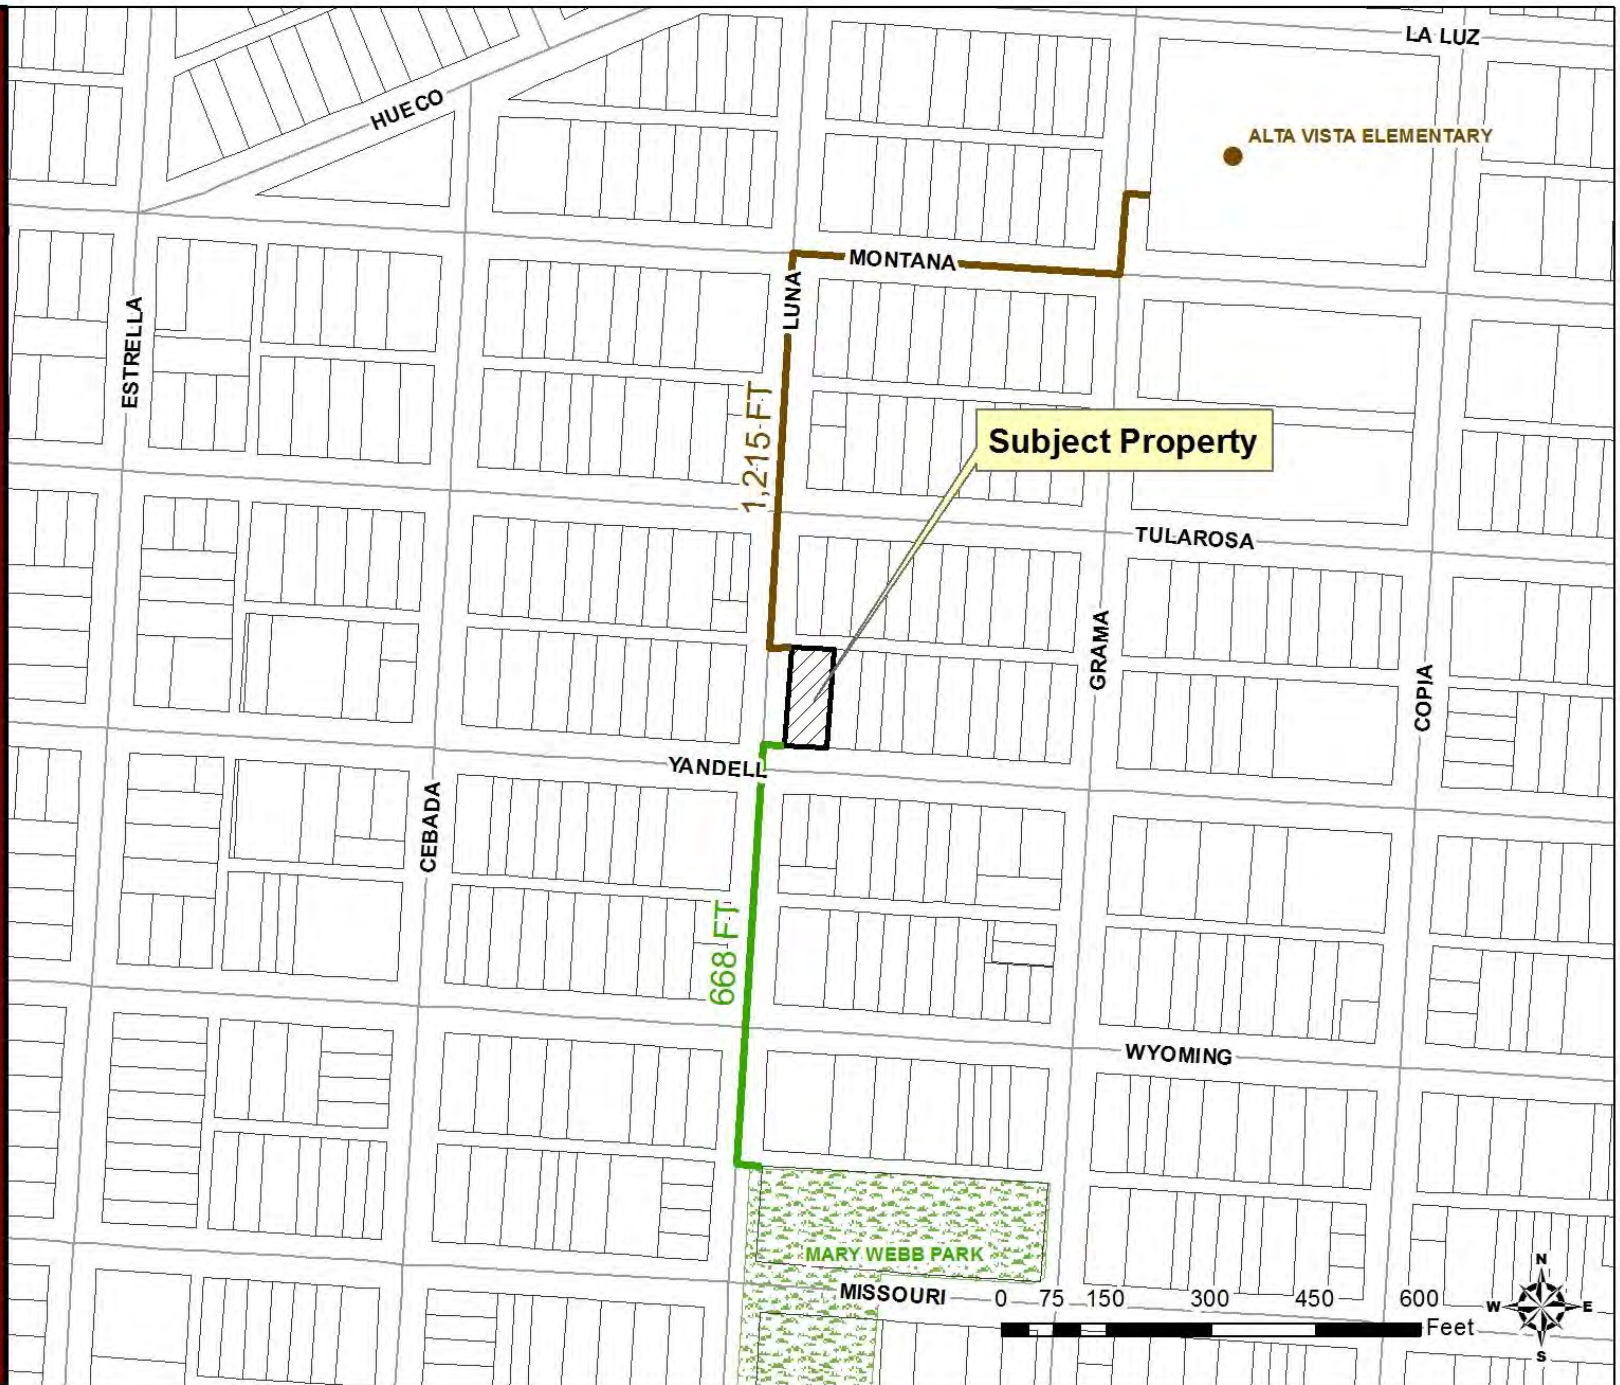 LA LUZ
HUECO
ALTA VISTA ELEMENTARY
MONTANA
LUNA
ESTRELLA
1,215 FT
Subject Property
TULAROSA
GRAMA
COPIA
YANDELL
CEBADA
668 FT
WYOMING
MARY WEBB PARK
MISSOURI
0 75 150 300 450 600
Feet
N
W E
S